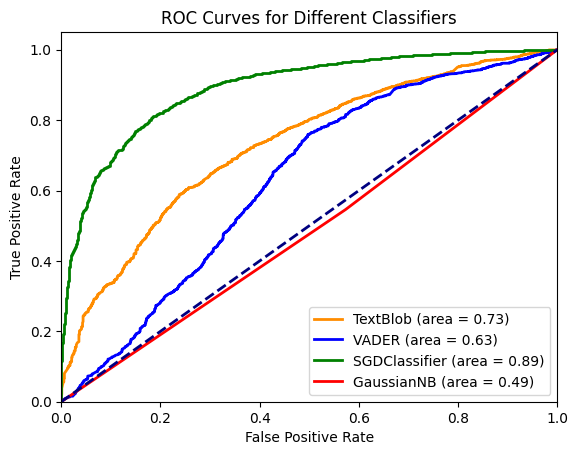 ROC Curves for Different Classifiers
True Positive Rate
1.0
0.8
0.6
0.4
0.2
0.0
TextBlob (area = 0.73)
VADER (area = 0.63)
SGDClassifier (area = 0.89)
GaussianNB (area = 0.49)
0.0 0.2 0.4 0.6 0.8 1.0
False Positive Rate